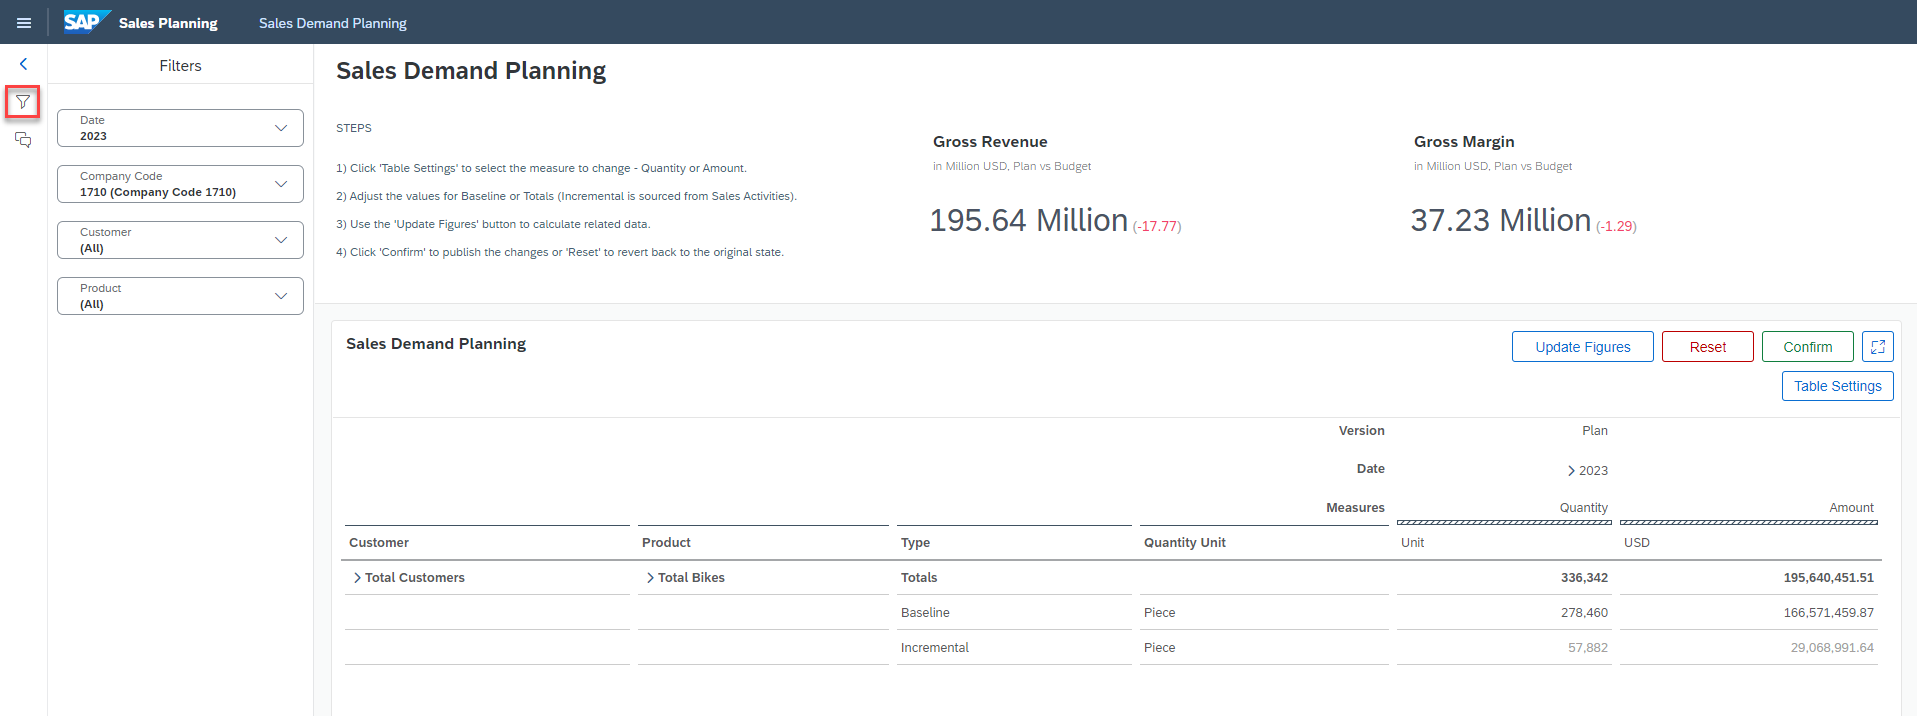 SAP Sales Planning Sales Demand Planning
Filters
Date
2023
Company Code
1710 (Company Code 1710)
Customer
(All)
Product
(All)
Sales Demand Planning
STEPS
1) Click 'Table Settings' to select the measure to change - Quantity or Amount.
2) Adjust the values for Baseline or Totals (Incremental is sourced from Sales Activities).
3) Use the 'Update Figures' button to calculate related data.
4) Click 'Confirm' to publish the changes or 'Reset' to revert back to the original state.
Gross Revenue
in Million USD, Plan vs Budget
195.64 Million (-17.77)
Gross Margin
in Million USD, Plan vs Budget
37.23 Million (-1.29)
Sales Demand Planning
Update Figures Reset Confirm
Table Settings
Version Plan
Date 2023
Measures Quantity Amount
Customer Product Type Quantity Unit Unit USD
Total Customers Total Bikes Totals 336,342 195,640,451.51
Baseline Piece 278,460 166,571,459.87
Incremental Piece 57,882 29,068,991.64